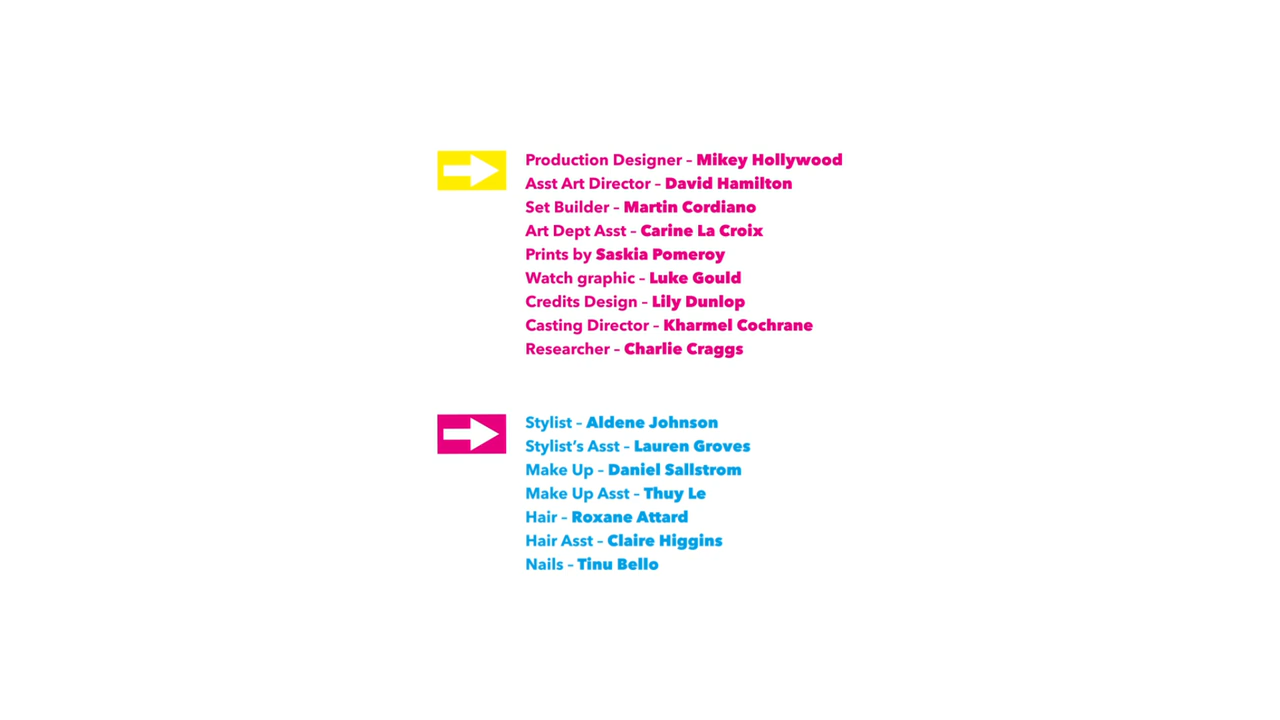 Production Designer – Mikey Hollywood
Asst Art Director – David Hamilton
Set Builder – Martin Cordiano
Art Dept Asst – Carine La Croix
Prints by Saskia Pomeroy
Watch graphic – Luke Gould
Credits Design – Lily Dunlop
Casting Director – Kharmel Cochrane
Researcher – Charlie Craggs
Stylist – Aldene Johnson
Stylist’s Asst – Lauren Groves
Make Up – Daniel Sallstrom
Make Up Asst – Thuy Le
Hair – Roxane Attard
Hair Asst – Claire Higgins
Nails – Tinu Bello